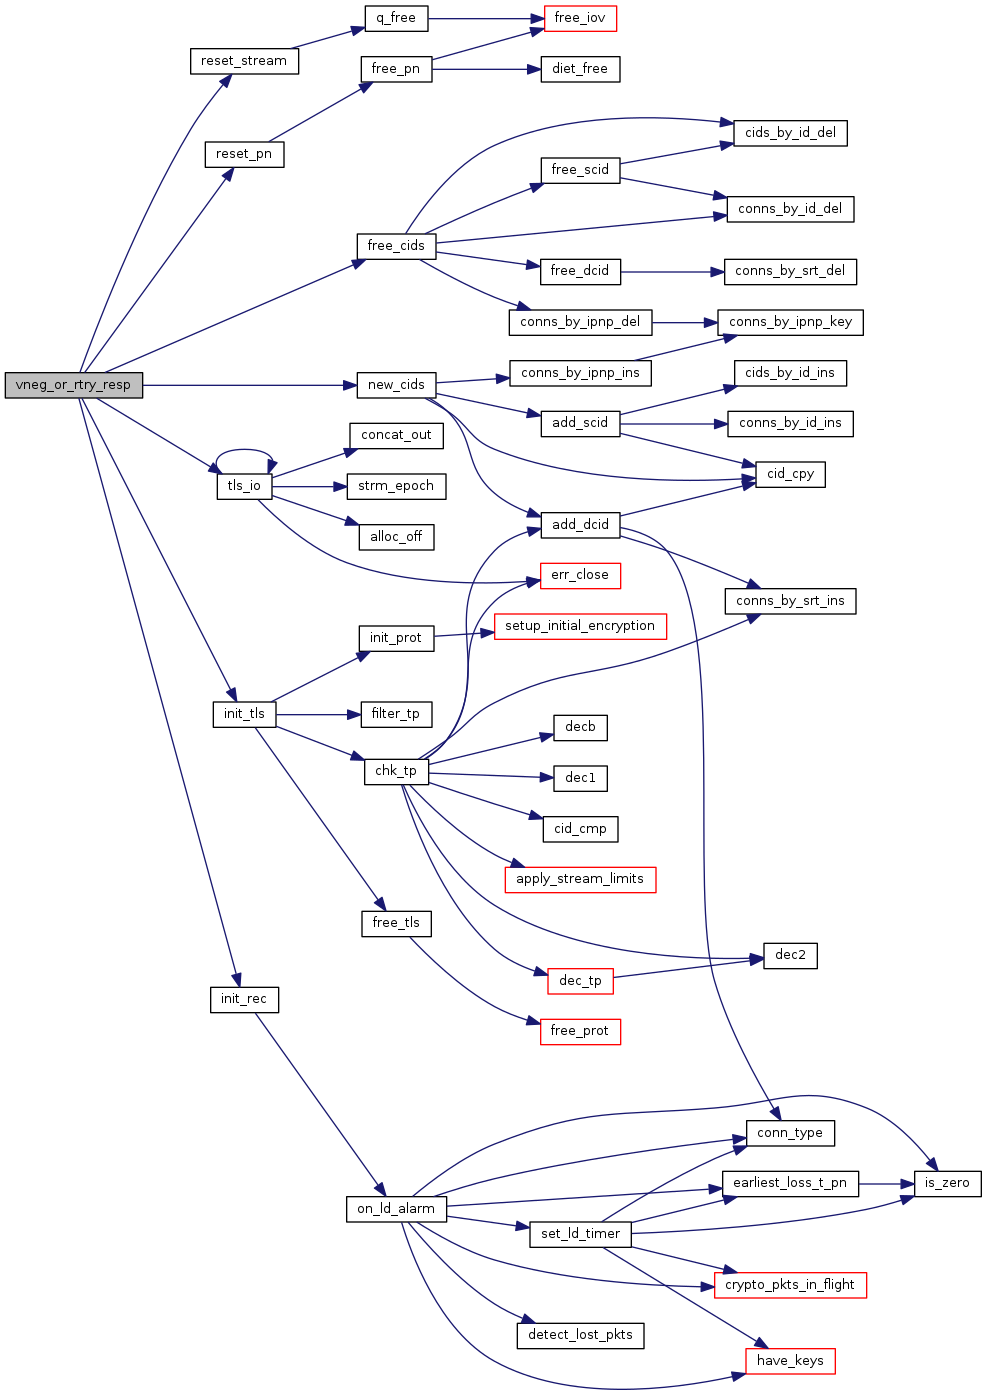 q_free
free_iov
reset_stream
free_pn
diet_free
cids_by_id_del
reset_pn
free_scid
conns_by_id_del
free_cids
free_dcid
conns_by_srt_del
conns_by_ipnp_del
conns_by_ipnp_key
vneg_or_rtry_resp
new_cids
conns_by_ipnp_ins
cids_by_id_ins
add_scid
conns_by_id_ins
concat_out
tls_io
strm_epoch
cid_cpy
alloc_off
add_dcid
err_close
conns_by_srt_ins
init_prot
setup_initial_encryption
init_tls
filter_tp
decb
chk_tp
dec1
cid_cmp
apply_stream_limits
free_tls
dec2
dec_tp
init_rec
free_prot
conn_type
earliest_loss_t_pn
is_zero
on_ld_alarm
set_ld_timer
crypto_pkts_in_flight
detect_lost_pkts
have_keys